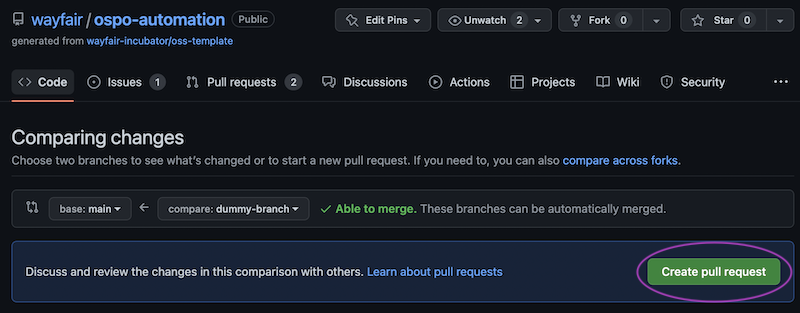 wayfair / ospo-automation Public Edit Pins Unwatch 2 Fork 0 Star 0
generated from wayfair-incubator/oss-template
Code Issues 1 Pull requests 2 Discussions Actions Projects Wiki Security ...
Comparing changes
Choose two branches to see what's changed or to start a new pull request. If you need to, you can also compare across forks.
base: main compare: dummy-branch Able to merge. These branches can be automatically merged.
Discuss and review the changes in this comparison with others. Learn about pull requests Create pull request